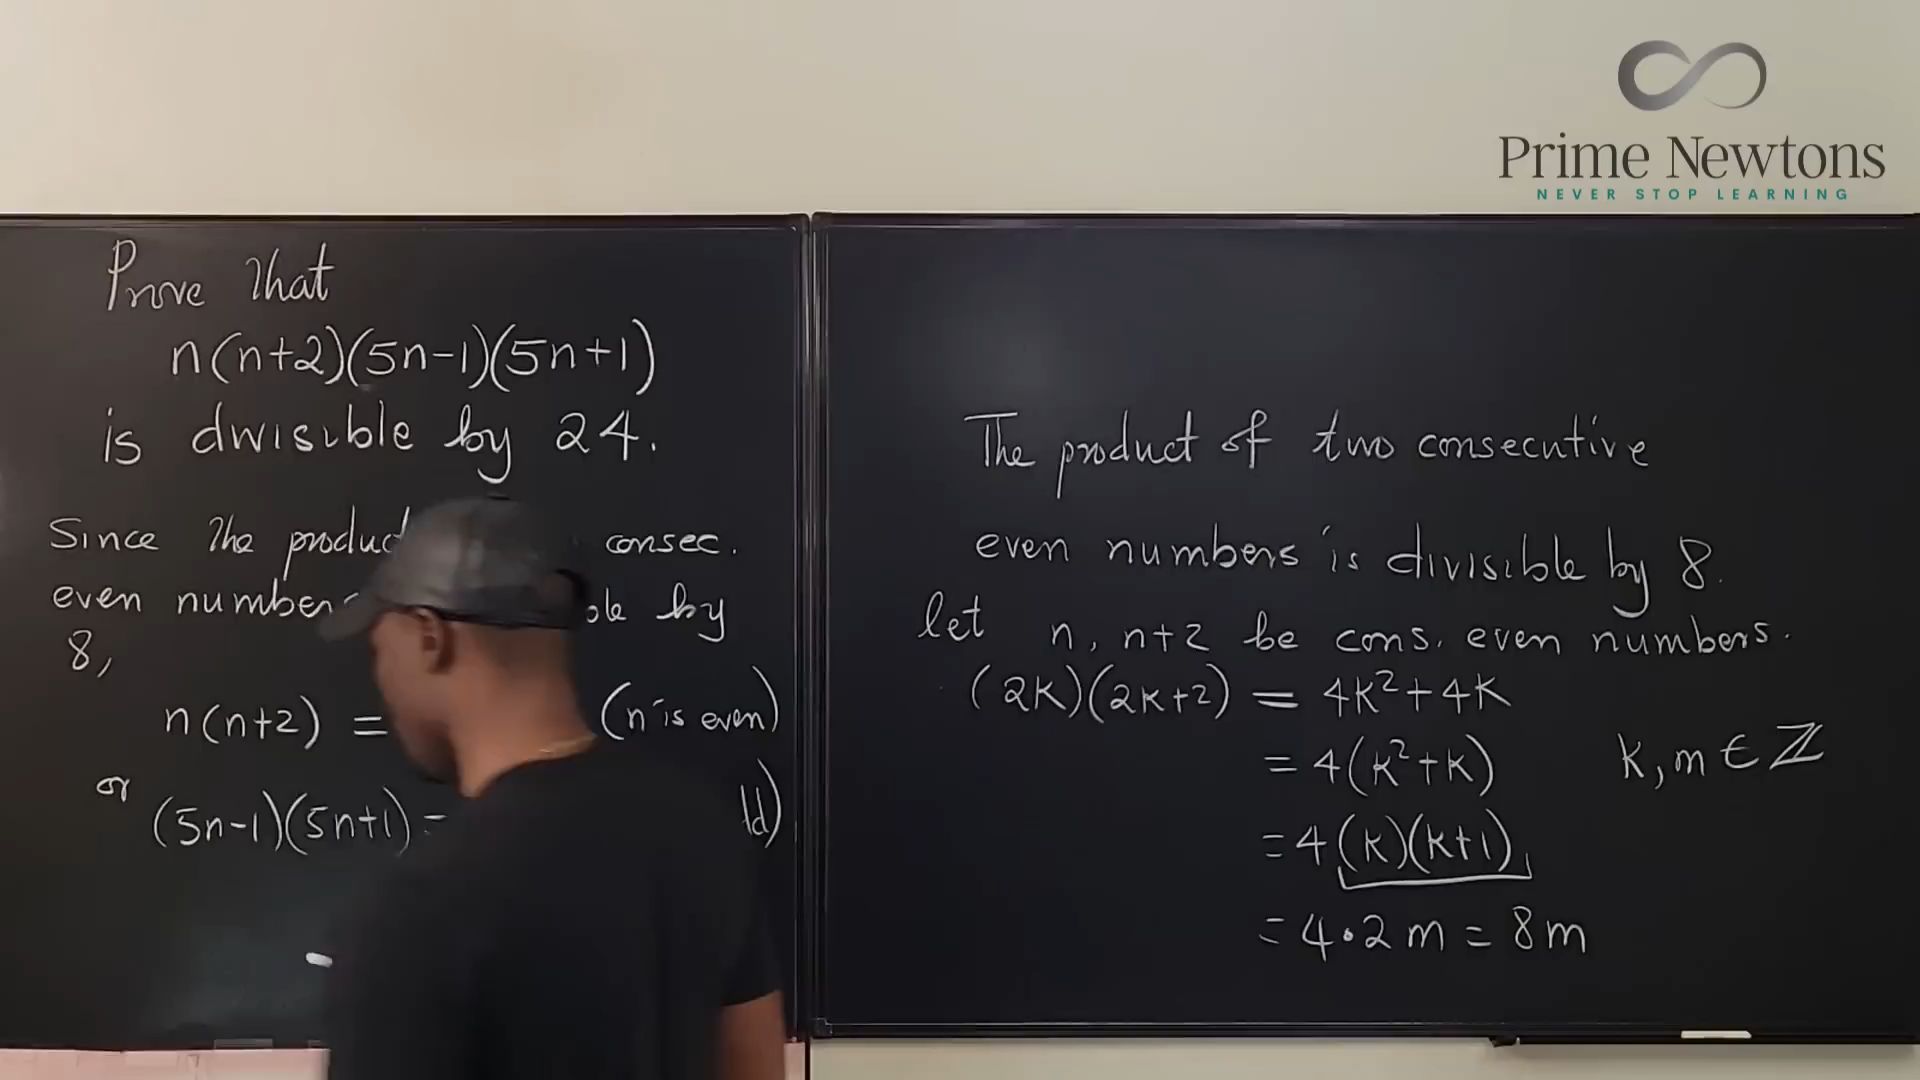 Prime Newtons
NEVER STOP LEARNING
Prove that
n(n+2)(5n-1)(5n+1)
is divisible by 24.
Since the consec.
even by
8,
n(n+2) = (n is even)
or (5n-1)(5n+1) =
The product of two consecutive
even numbers is divisible by 8.
let n, n+2 be cons. even numbers.
(2k)(2k+2) = 4k²+4k
= 4(k²+k) k, m ∈ ℤ
= 4(k)(k+1)
= 4•2m = 8m